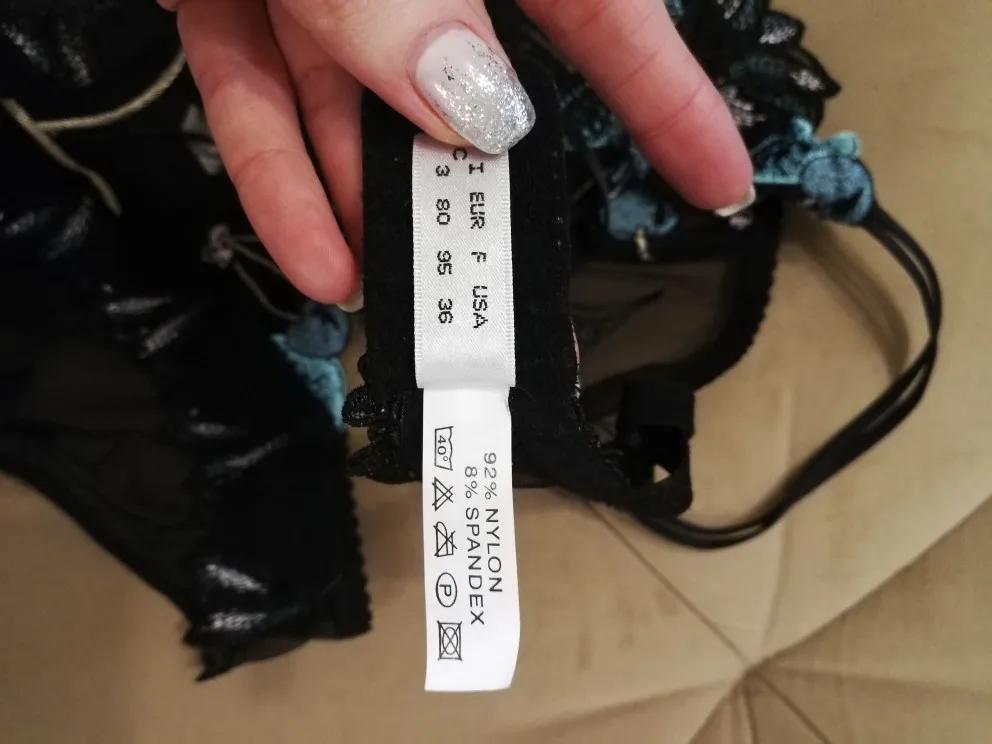 C
I EUR F USA
3 80 95 36
92% NYLON
8% SPANDEX
40° P